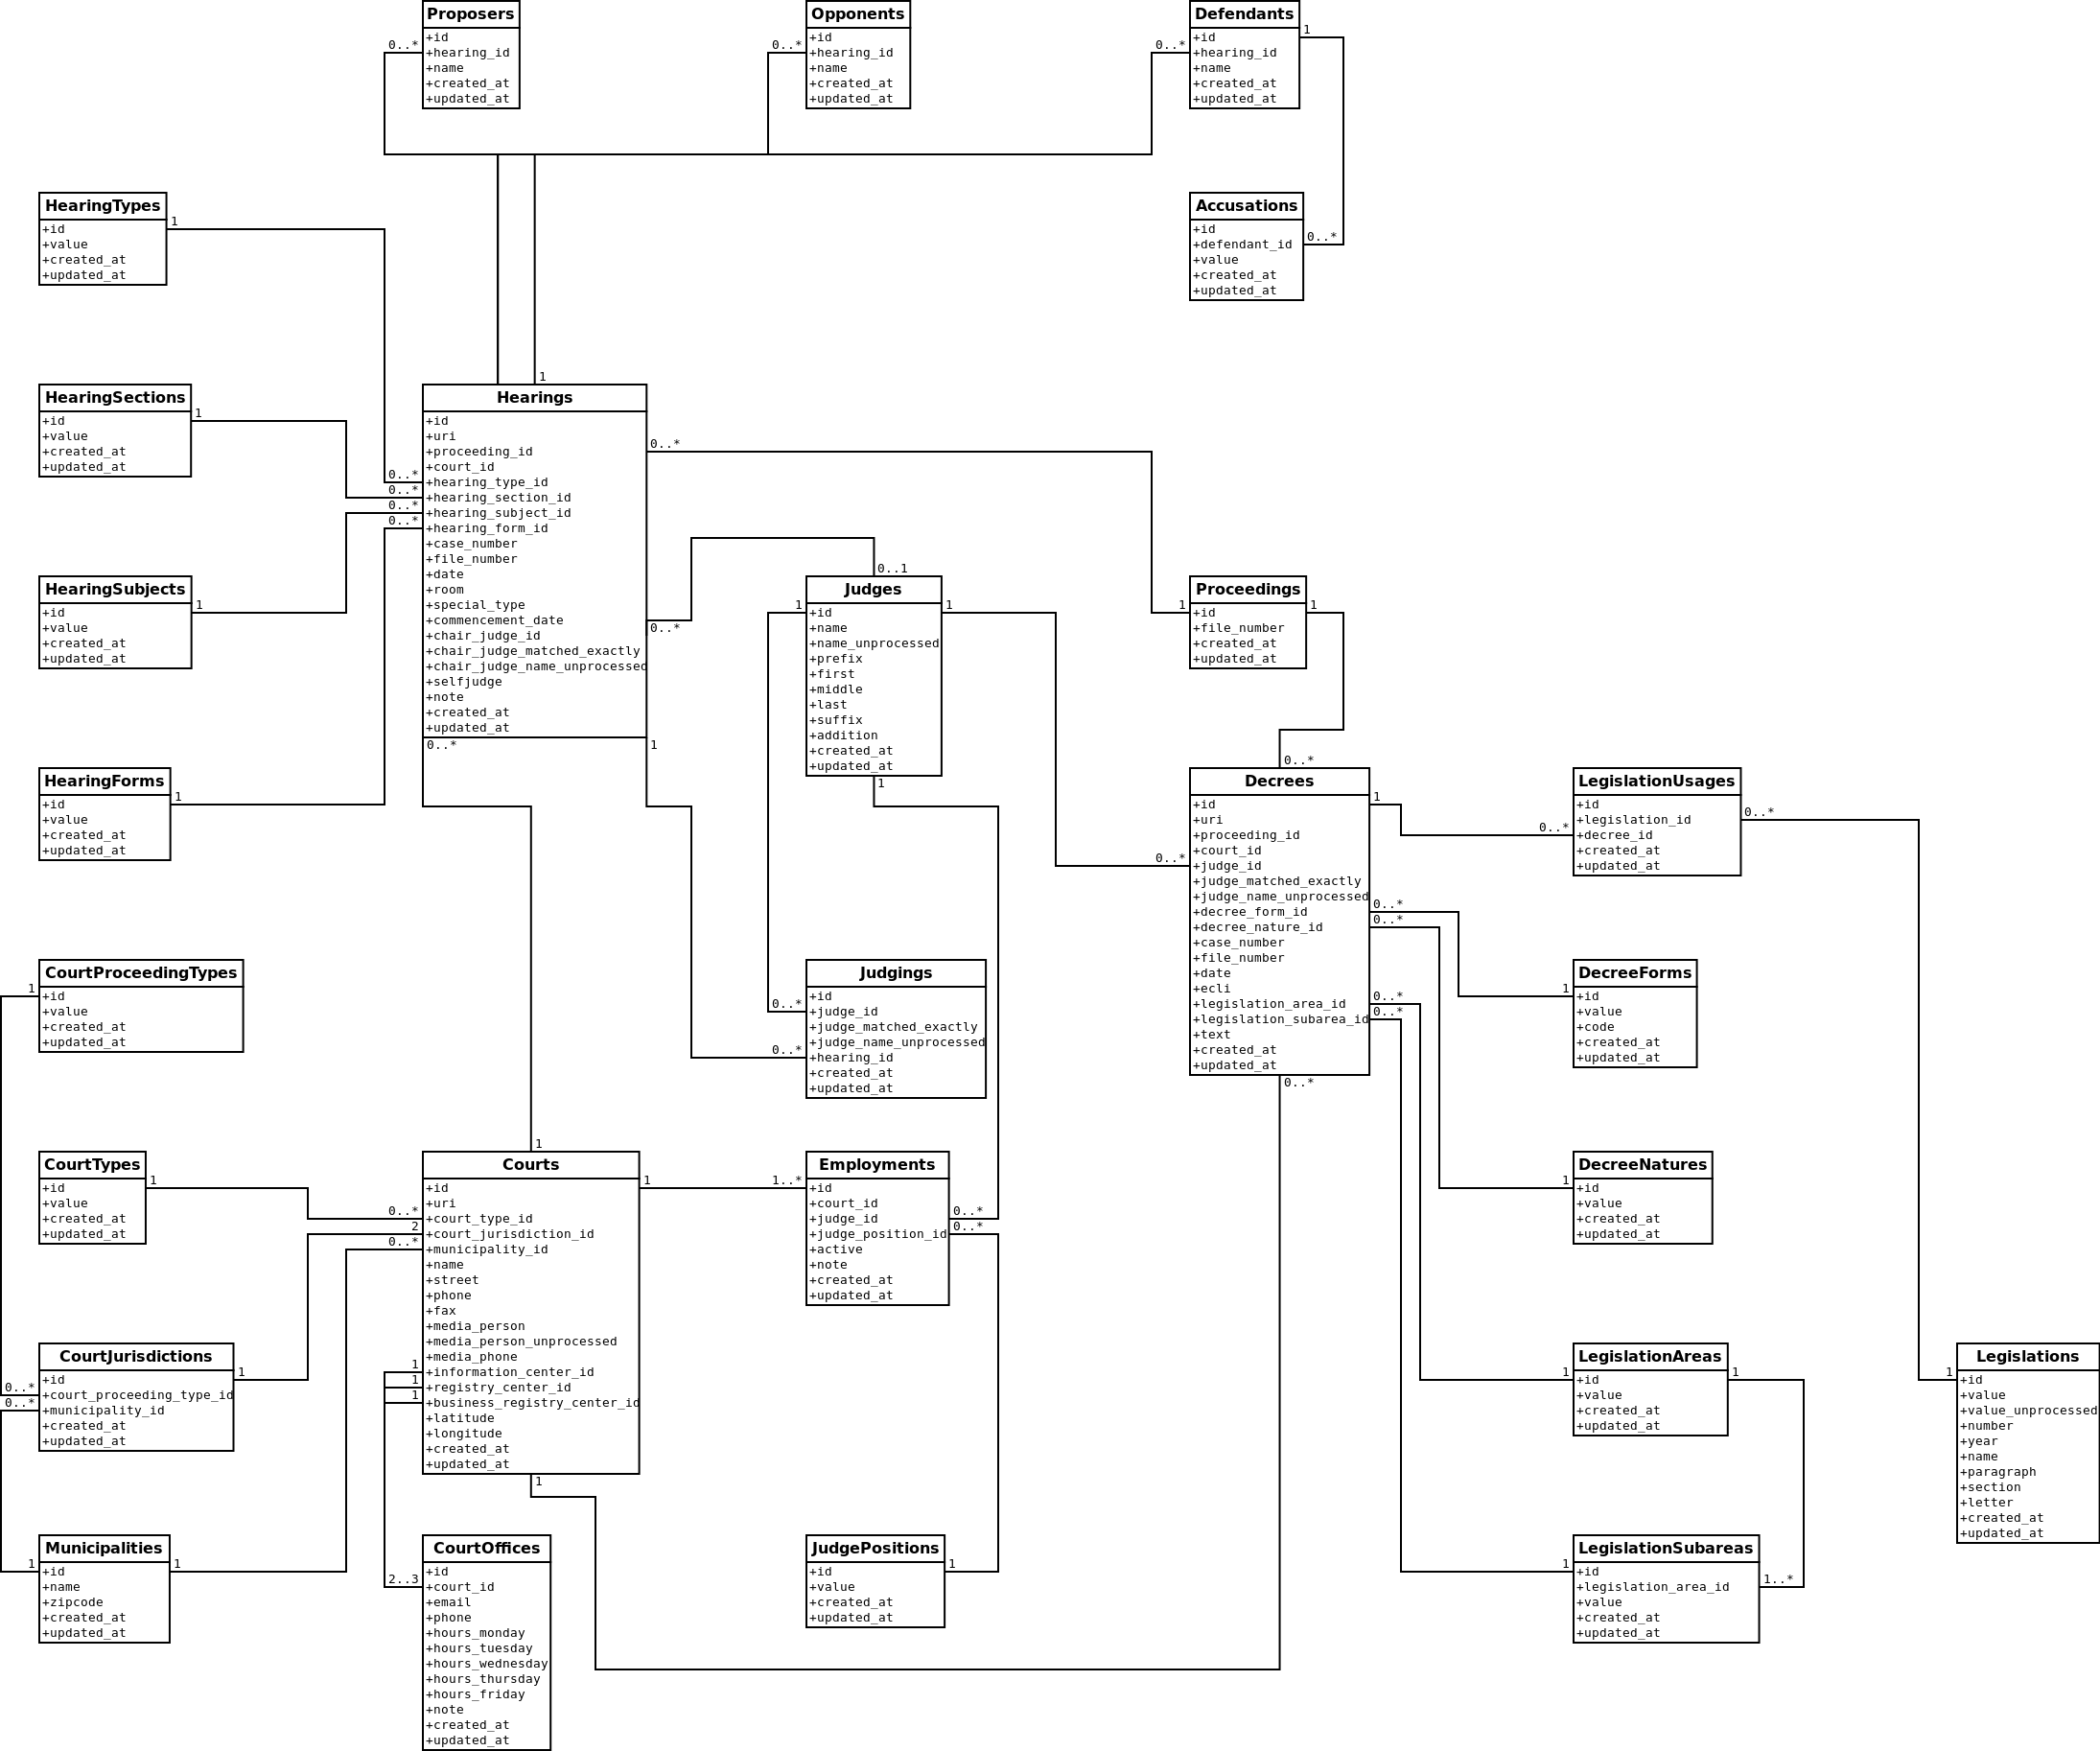 Proposers
+id
+hearing_id
+name
+created_at
+updated_at
0..*
Opponents
+id
+hearing_id
+name
+created_at
+updated_at
0..*
Defendants
+id
+hearing_id
+name
+created_at
+updated_at
0..*
1
HearingTypes
+id
+value
+created_at
+updated_at
1
Accusations
+id
+defendant_id
+value
+created_at
+updated_at
0..*
HearingSections
+id
+value
+created_at
+updated_at
1
1
Hearings
+id
+uri
+proceeding_id
+court_id
+hearing_type_id
+hearing_section_id
+hearing_subject_id
+hearing_form_id
+case_number
+file_number
+date
+room
+special_type
+commencement_date
+chair_judge_id
+chair_judge_matched_exactly
+chair_judge_name_unprocessed
+selfjudge
+note
+created_at
+updated_at
0..*
0..*
0..*
0..*
0..*
0..*
0..*
1
HearingSubjects
+id
+value
+created_at
+updated_at
1
0..1
Judges
+id
+name
+name_unprocessed
+prefix
+first
+middle
+last
+suffix
+addition
+created_at
+updated_at
1
1
1
Proceedings
+id
+file_number
+created_at
+updated_at
1
1
HearingForms
+id
+value
+created_at
+updated_at
1
0..*
Decrees
+id
+uri
+proceeding_id
+court_id
+judge_id
+judge_matched_exactly
+judge_name_unprocessed
+decree_form_id
+decree_nature_id
+case_number
+file_number
+date
+ecli
+legislation_area_id
+legislation_subarea_id
+text
+created_at
+updated_at
0..*
1
0..*
0..*
0..*
0..*
0..*
LegislationUsages
+id
+legislation_id
+decree_id
+created_at
+updated_at
0..*
0..*
CourtProceedingTypes
+id
+value
+created_at
+updated_at
1
Judgings
+id
+judge_id
+judge_matched_exactly
+judge_name_unprocessed
+hearing_id
+created_at
+updated_at
0..*
0..*
DecreeForms
+id
+value
+code
+created_at
+updated_at
1
CourtTypes
+id
+value
+created_at
+updated_at
1
1
Courts
+id
+uri
+court_type_id
+court_jurisdiction_id
+municipality_id
+name
+street
+phone
+fax
+media_person
+media_person_unprocessed
+media_phone
+information_center_id
+registry_center_id
+business_registry_center_id
+latitude
+longitude
+created_at
+updated_at
1
0..*
2
0..*
1
1
1
1
Employments
+id
+court_id
+judge_id
+judge_position_id
+active
+note
+created_at
+updated_at
1..*
0..*
0..*
DecreeNatures
+id
+value
+created_at
+updated_at
1
CourtJurisdictions
+id
+court_proceeding_type_id
+municipality_id
+created_at
+updated_at
1
0..*
0..*
LegislationAreas
+id
+value
+created_at
+updated_at
1
1
Legislations
+id
+value
+value_unprocessed
+number
+year
+name
+paragraph
+section
+letter
+created_at
+updated_at
1
Municipalities
+id
+name
+zipcode
+created_at
+updated_at
1
1
CourtOffices
+id
+court_id
+email
+phone
+hours_monday
+hours_tuesday
+hours_wednesday
+hours_thursday
+hours_friday
+note
+created_at
+updated_at
2..3
JudgePositions
+id
+value
+created_at
+updated_at
1
LegislationSubareas
+id
+legislation_area_id
+value
+created_at
+updated_at
1
1..*